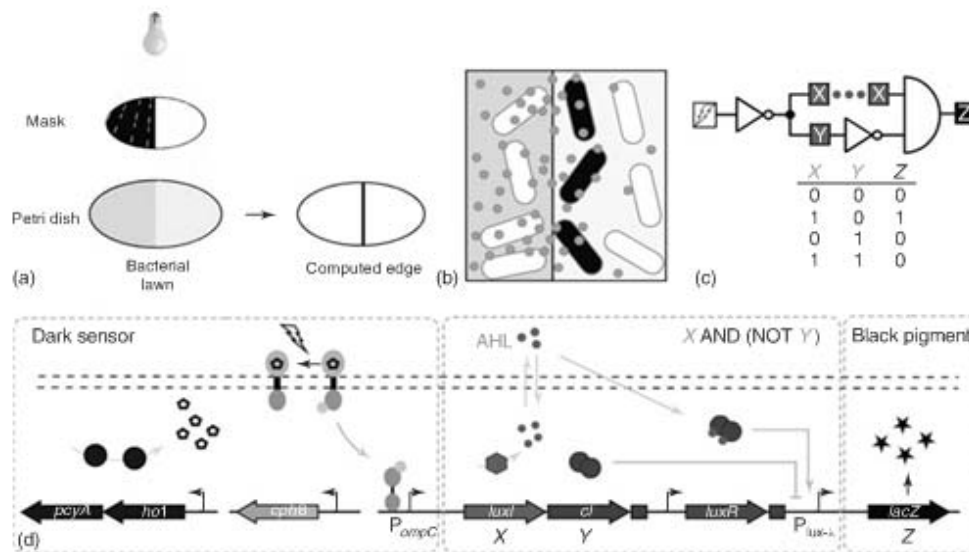 (a)
Mask
Petri dish
Bacterial
lawn
Computed edge
(b)
(c)
X
X
Y
Z
X Y Z
0 0 0
1 0 1
0 1 0
1 1 0
(d)
Dark sensor
AHL
X AND (NOT Y)
Black pigment
pcyA
ho1
cph8
PompC
luxI
cI
luxR
Plux-λ
lacZ
X
Y
Z